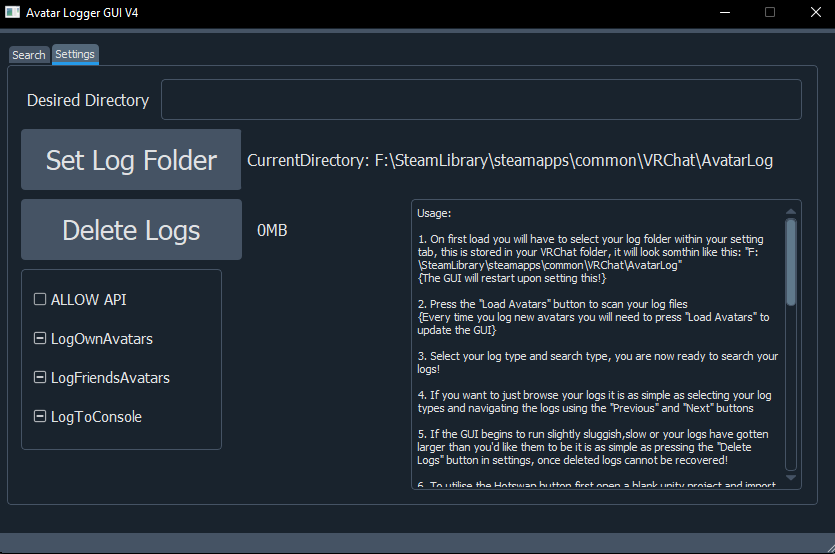 Avatar Logger GUI V4
Search Settings
Desired Directory
Set Log Folder CurrentDirectory: F:\SteamLibrary\steamapps\common\VRChat\AvatarLog
Delete Logs 0MB
ALLOW API
LogOwnAvatars
LogFriendsAvatars
LogToConsole
Usage:
1. On first load you will have to select your log folder within your setting
tab, this is stored in your VRChat folder, it will look somthin like this: "F:
\SteamLibrary\steamapps\common\VRChat\AvatarLog"
{The GUI will restart upon setting this!}
2. Press the "Load Avatars" button to scan your log files
{Every time you log new avatars you will need to press "Load Avatars" to
update the GUI}
3. Select your log type and search type, you are now ready to search your
logs!
4. If you want to just browse your logs it is as simple as selecting your log
types and navigating the logs using the "Previous" and "Next" buttons
5. If the GUI begins to run slightly sluggish,slow or your logs have gotten
larger than you'd like them to be it is as simple as pressing the "Delete
Logs" button in settings, once deleted logs cannot be recovered!
6. To utilise the Hotswap button first open a blank unity project and import